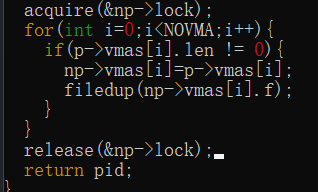 acquire(&np->lock);
for(int i=0;i<NOVMA;i++){
if(p->vmas[i].len != 0){
np->vmas[i]=p->vmas[i];
filedup(np->vmas[i].f);
}
}
release(&np->lock);
return pid;
}